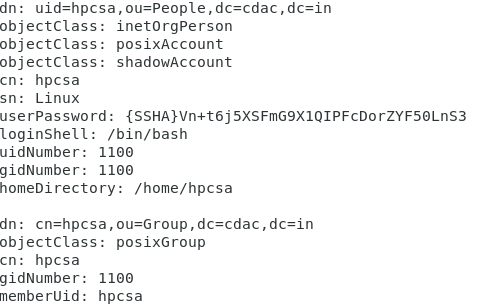 dn: uid=hpcsa,ou=People,dc=cdac,dc=in
objectClass: inetOrgPerson
objectClass: posixAccount
objectClass: shadowAccount
cn: hpcsa
sn: Linux
userPassword: {SSHA}Vn+t6j5XSFmG9X1QIPFcDorZYF50LnS3
loginShell: /bin/bash
uidNumber: 1100
gidNumber: 1100
homeDirectory: /home/hpcsa

dn: cn=hpcsa,ou=Group,dc=cdac,dc=in
objectClass: posixGroup
cn: hpcsa
gidNumber: 1100
memberUid: hpcsa